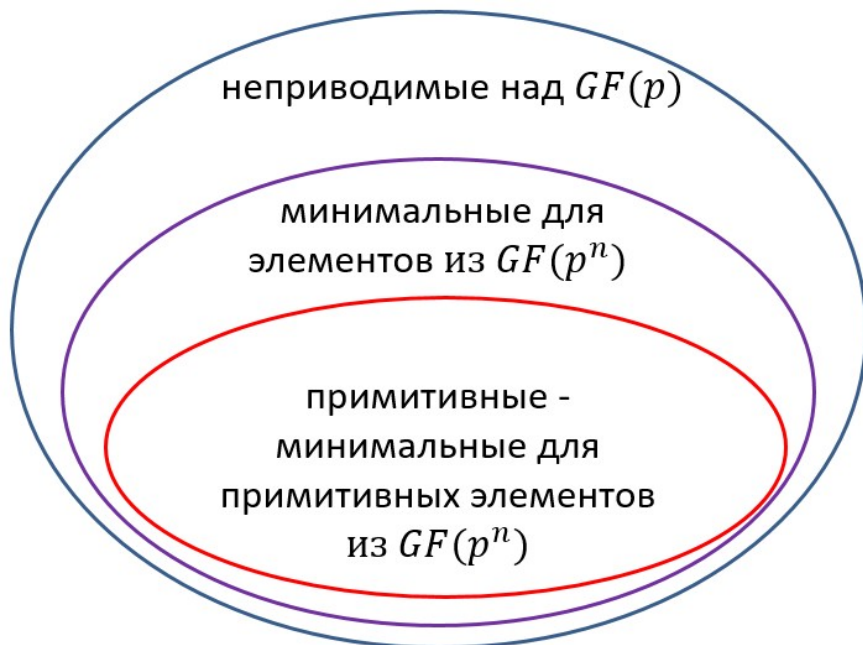 неприводимые над GF(p)
минимальные для
элементов из GF(pⁿ)
примитивные -
минимальные для
примитивных элементов
из GF(pⁿ)